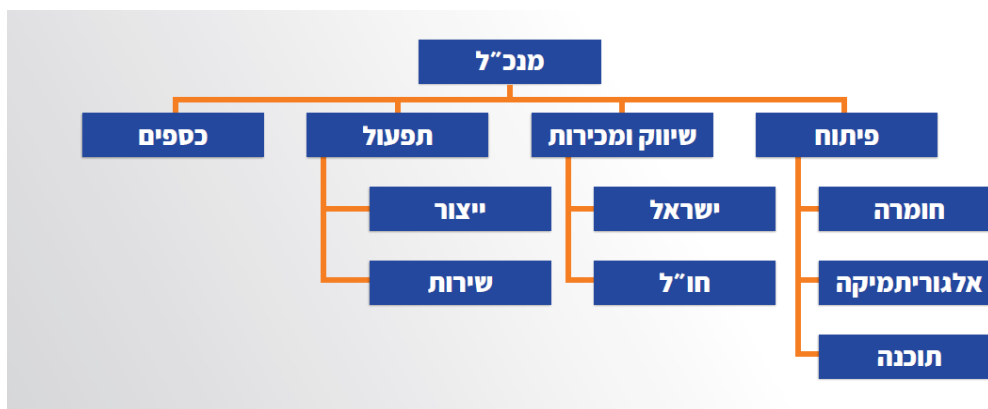 מנכ״ל
פיתוח
שיווק ומכירות
תפעול
כספים
חומרה
ישראל
ייצור
אלגוריתמיקה
חו״ל
שירות
תוכנה